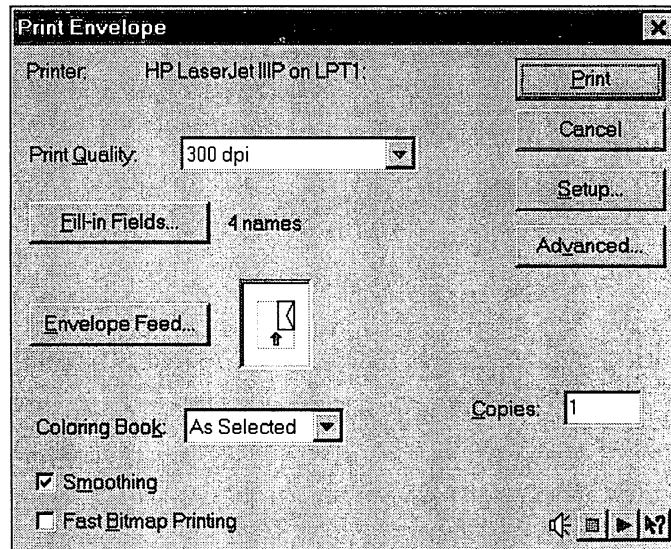 Print Envelope
Printer: HP LaserJet IIIP on LPT1:
Print
Cancel
Print Quality: 300 dpi
Setup...
Fill-in Fields... 4 names
Advanced...
Envelope Feed...
Copies: 1
Coloring Book: As Selected
Smoothing
Fast Bitmap Printing
?